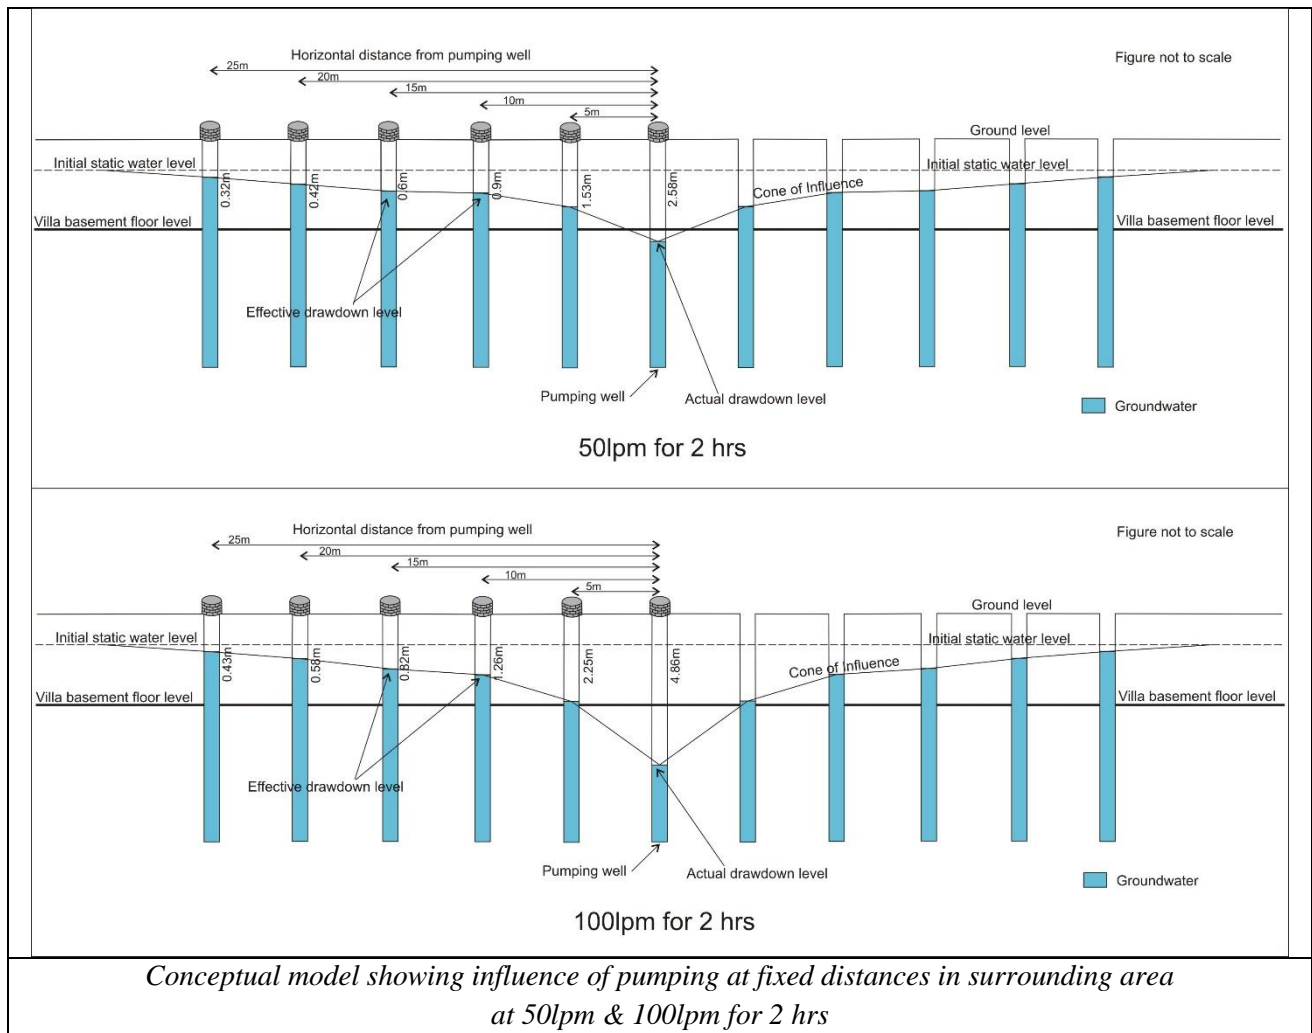 Horizontal distance from pumping well
Figure not to scale
25m
20m
15m
10m
5m
Ground level
Initial static water level
Initial static water level
0.32m
0.42m
0.6m
0.9m
1.53m
2.58m
Cone of Influence
Villa basement floor level
Villa basement floor level
Effective drawdown level
Pumping well
Actual drawdown level
Groundwater
50lpm for 2 hrs
Horizontal distance from pumping well
Figure not to scale
25m
20m
15m
10m
5m
Ground level
Initial static water level
Initial static water level
0.43m
0.58m
0.82m
1.26m
2.25m
4.86m
Cone of Influence
Villa basement floor level
Villa basement floor level
Effective drawdown level
Pumping well
Actual drawdown level
Groundwater
100lpm for 2 hrs
Conceptual model showing influence of pumping at fixed distances in surrounding area
at 50lpm & 100lpm for 2 hrs